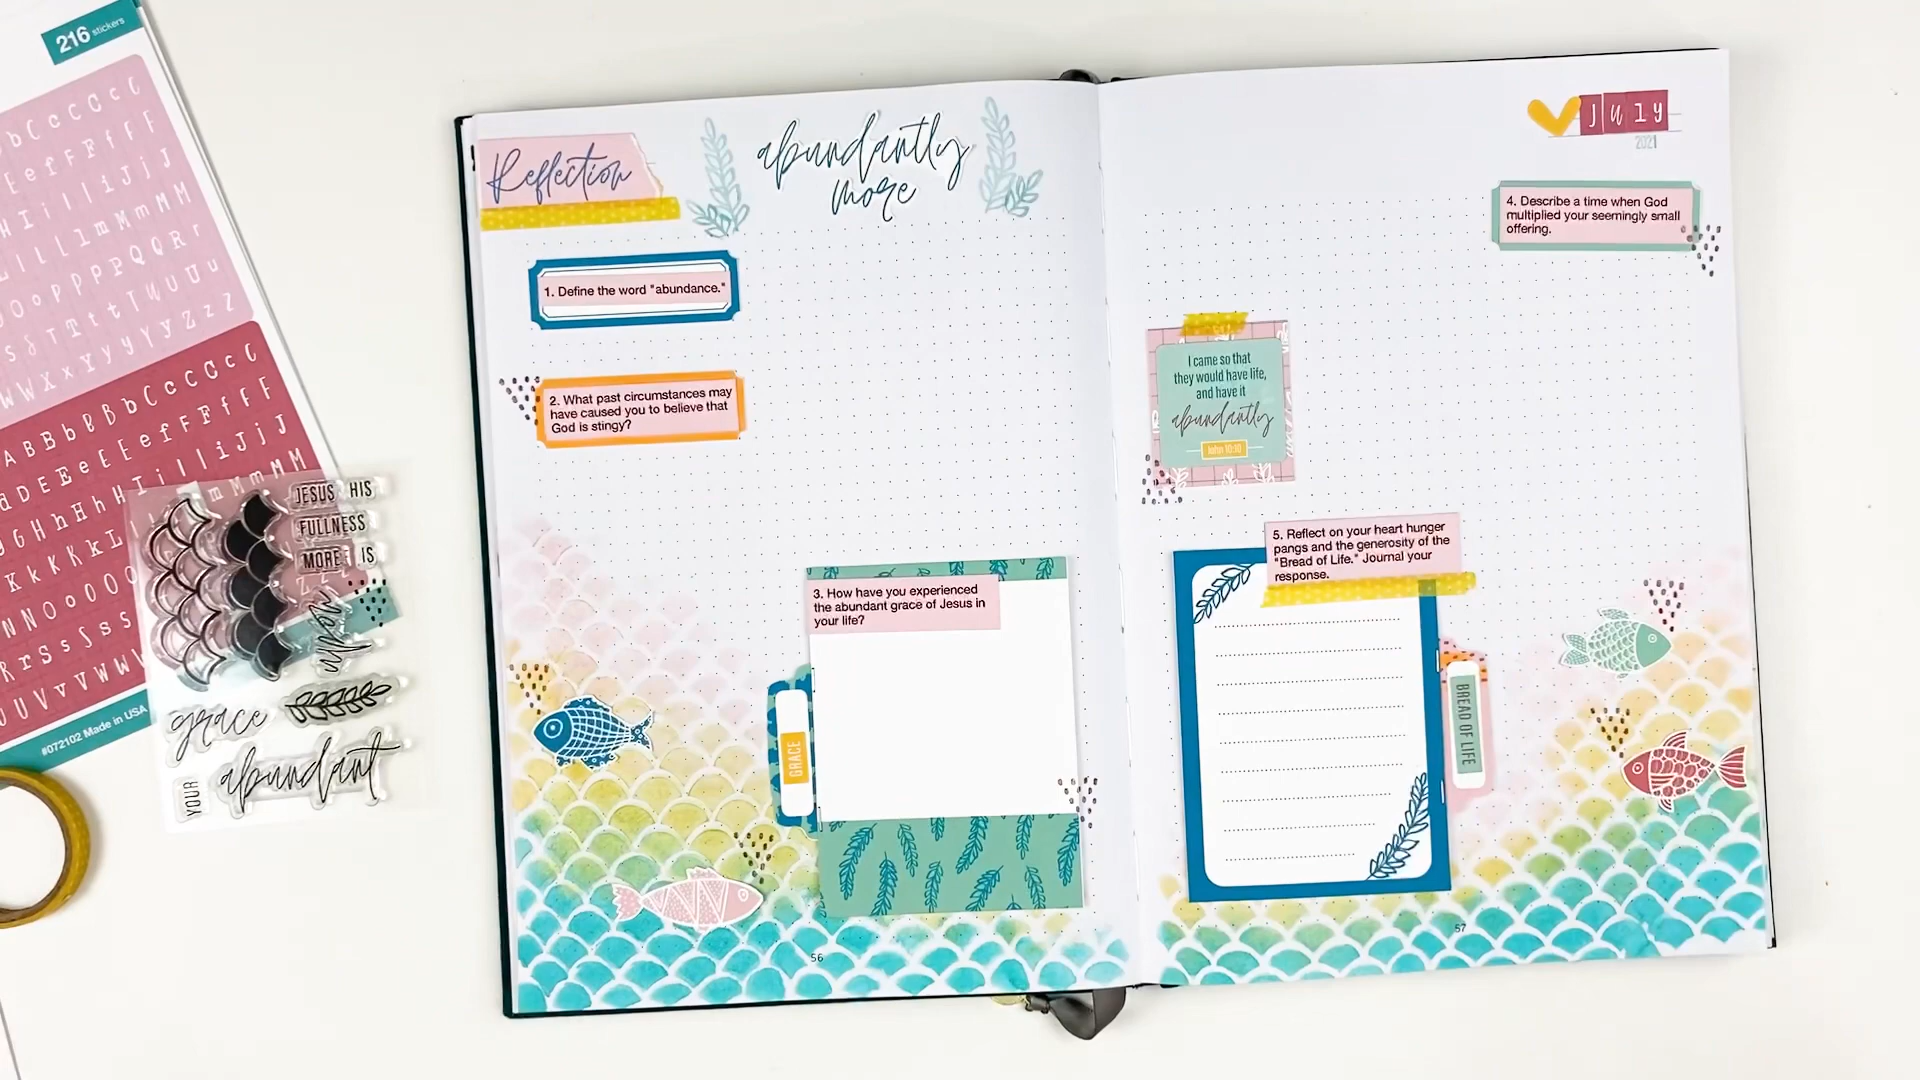 216 stickers
#072102 Made in USA
JESUS HIS
FULLNESS
MORE IS
grace
YOUR
abundant
Reflection
abundantly
more
1. Define the word "abundance."
2. What past circumstances may
have caused you to believe that
God is stingy?
3. How have you experienced
the abundant grace of Jesus in
your life?
GRACE
56
july
2021
4. Describe a time when God
multiplied your seemingly small
offering.
I came so that
they would have life,
and have it
abundantly
John 10:10
5. Reflect on your heart hunger
pangs and the generosity of the
"Bread of Life." Journal your
response.
BREAD OF LIFE
57